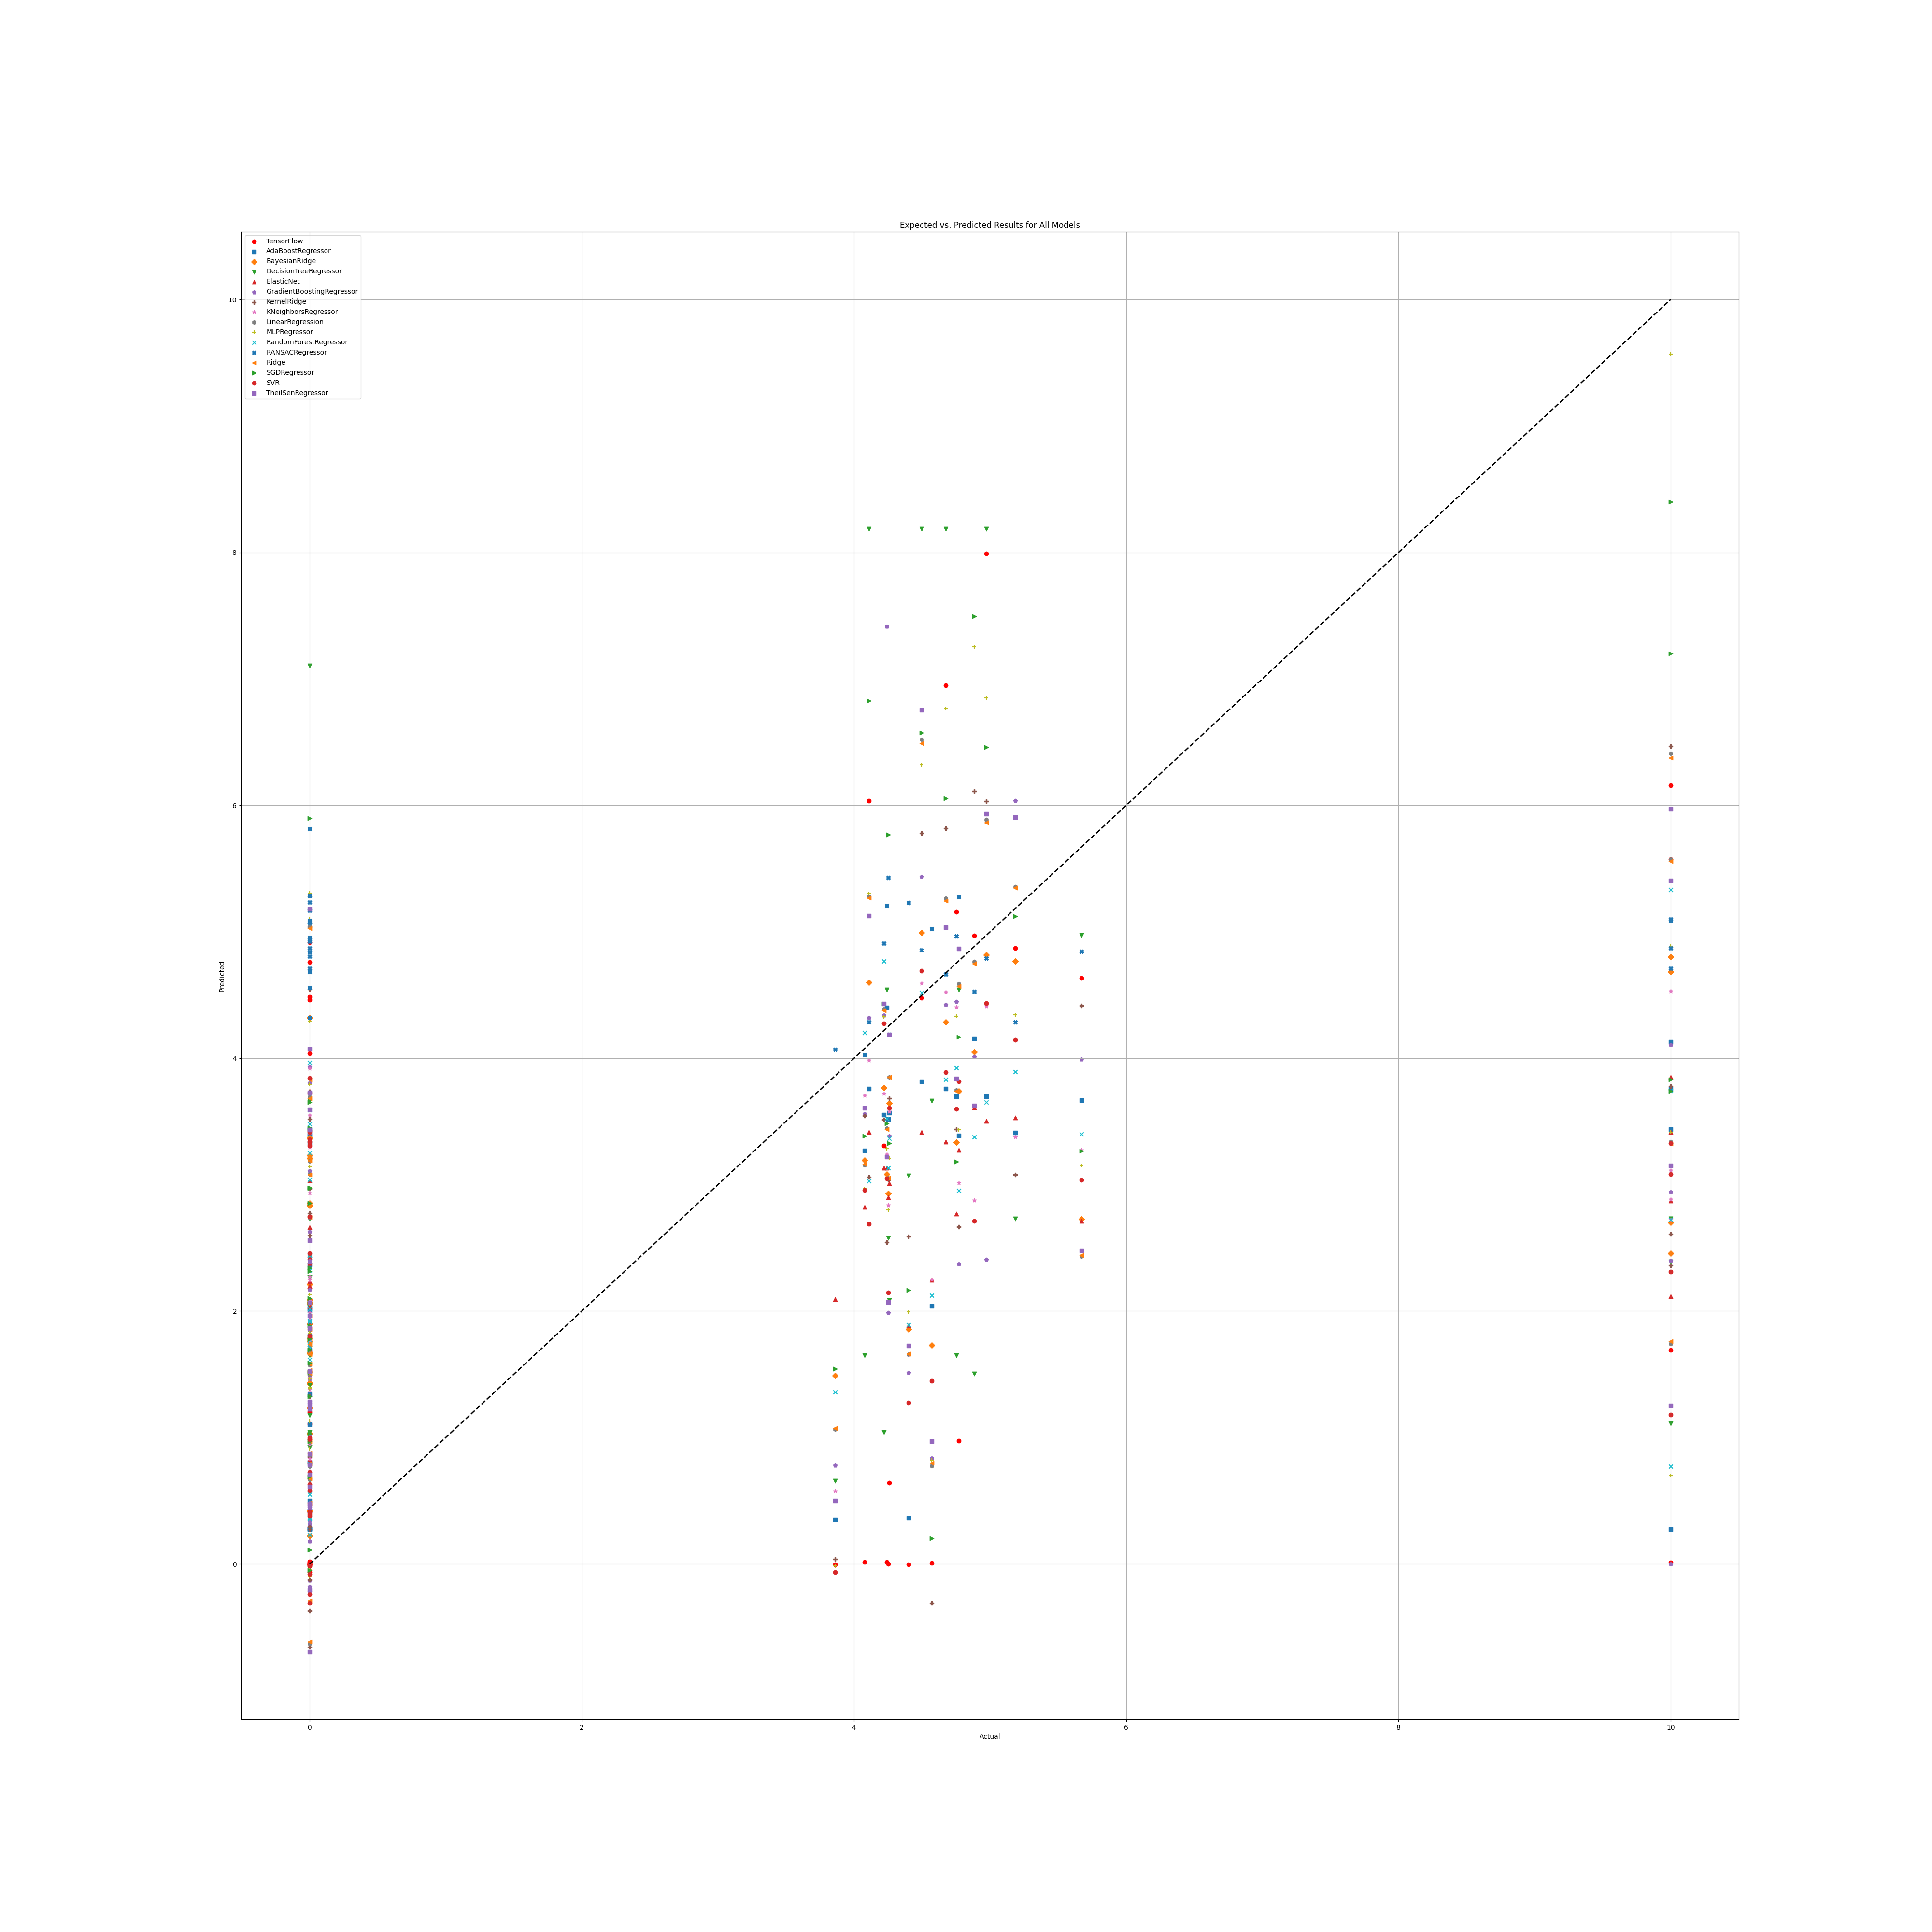 Expected vs. Predicted Results for All Models
TensorFlow
AdaBoostRegressor
BayesianRidge
DecisionTreeRegressor
ElasticNet
GradientBoostingRegressor
KernelRidge
KNeighborsRegressor
LinearRegression
MLPRegressor
RandomForestRegressor
RANSACRegressor
Ridge
SGDRegressor
SVR
TheilSenRegressor
10
8
6
4
2
0
Predicted
0 2 4 6 8 10
Actual